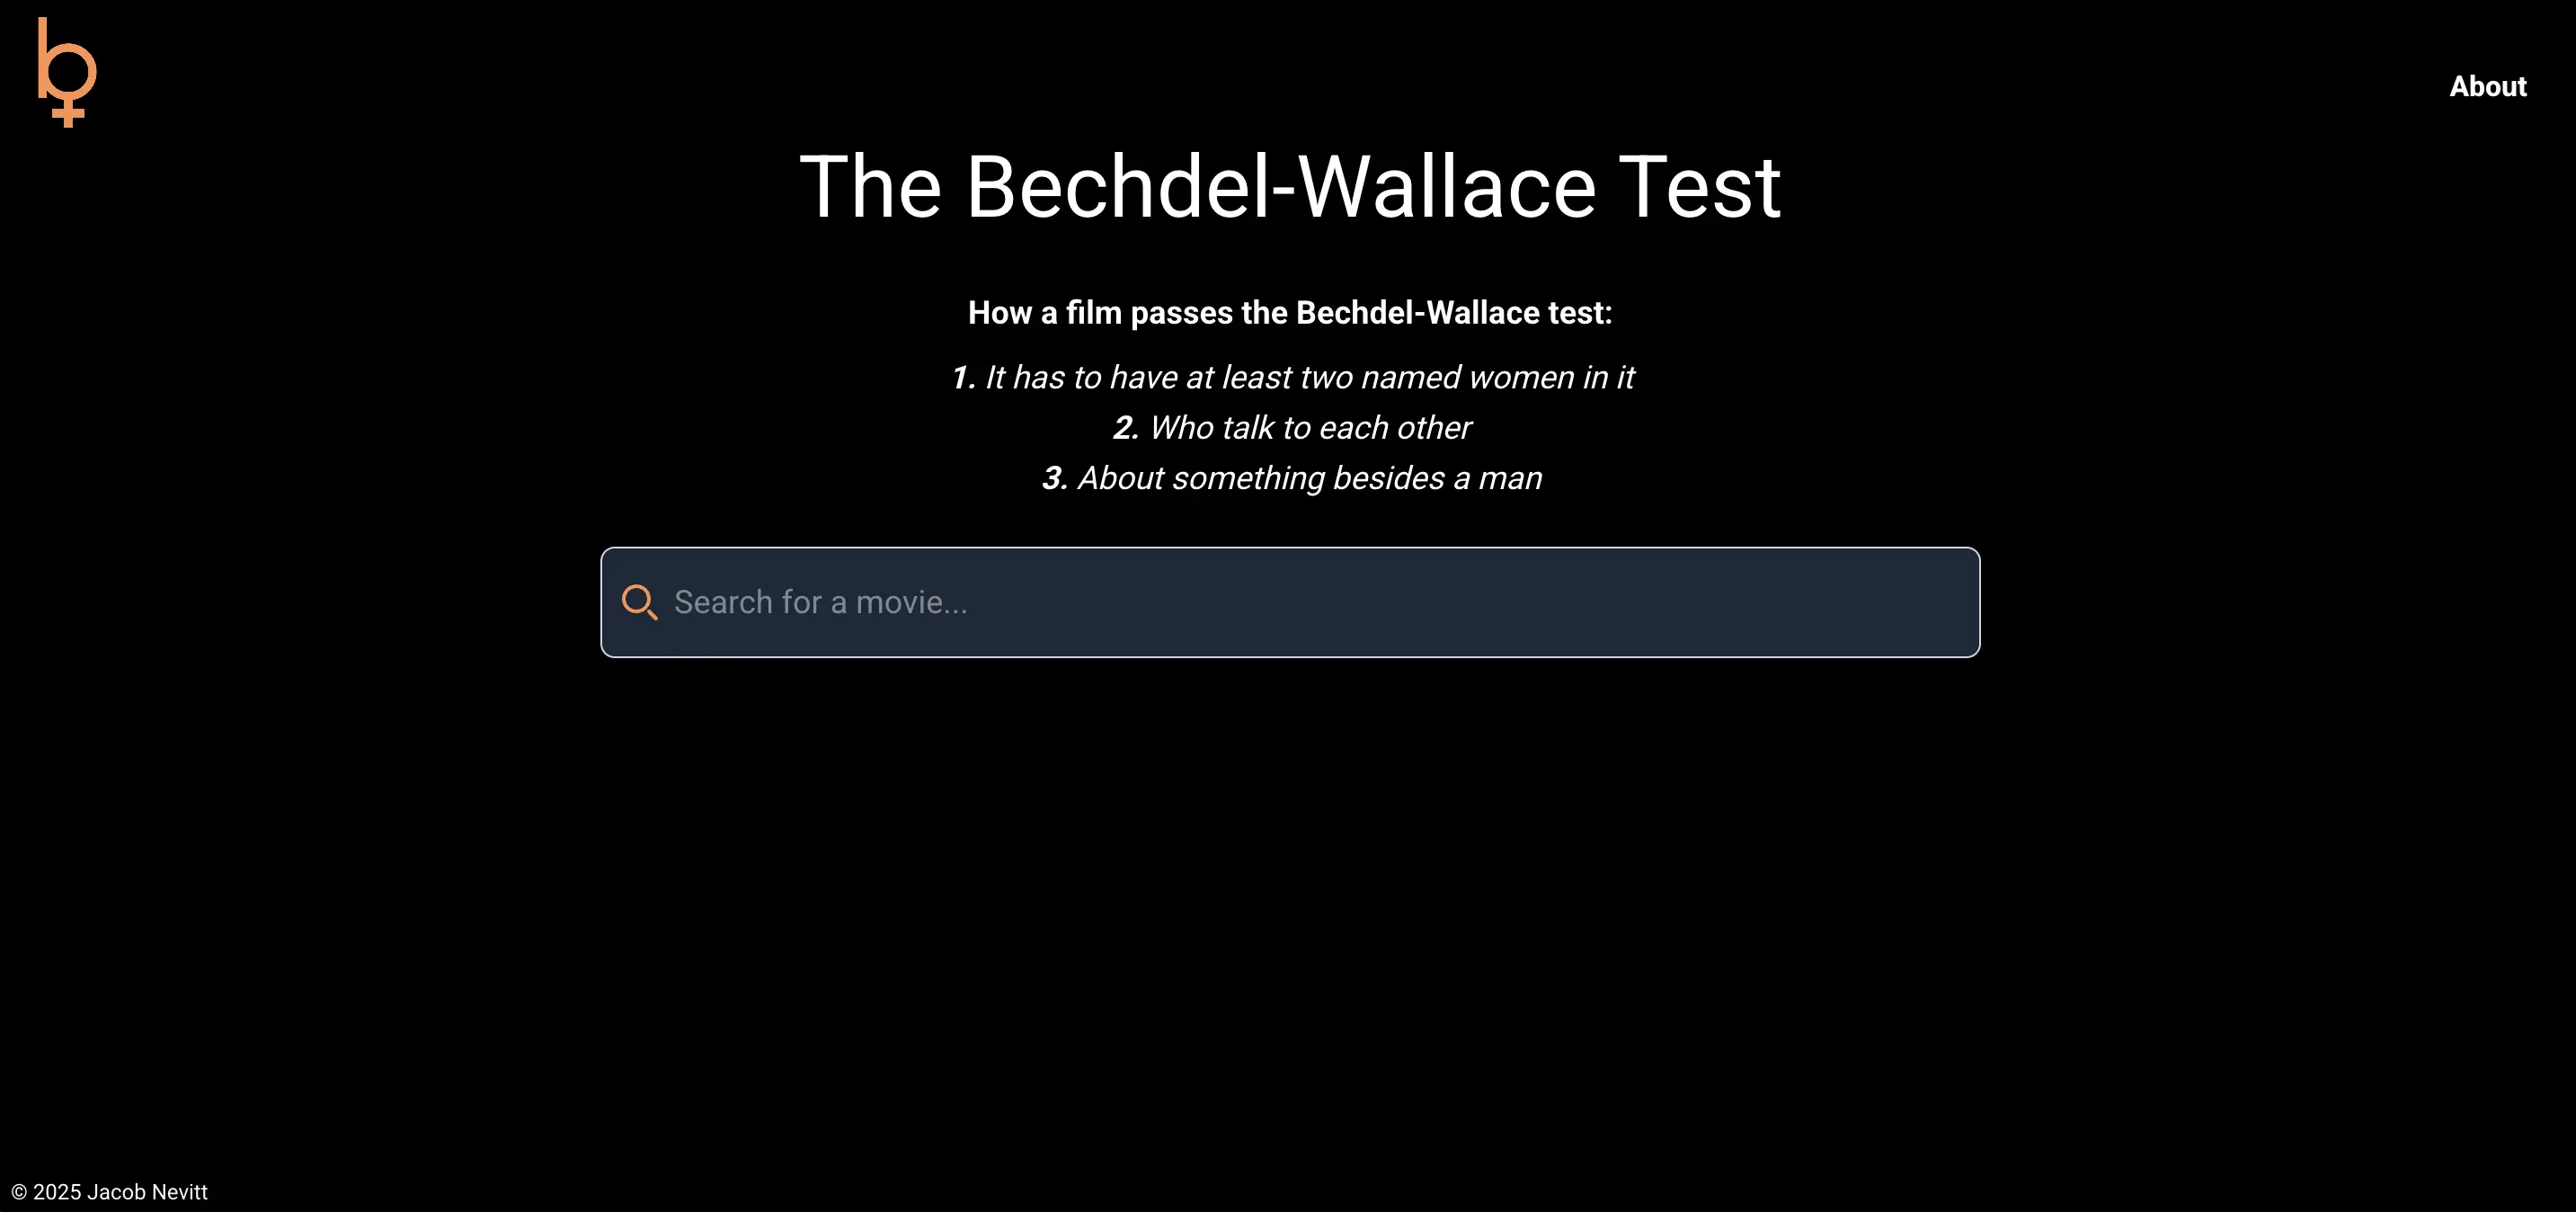 About
The Bechdel-Wallace Test
How a film passes the Bechdel-Wallace test:
1. It has to have at least two named women in it
2. Who talk to each other
3. About something besides a man
Search for a movie...
© 2025 Jacob Nevitt